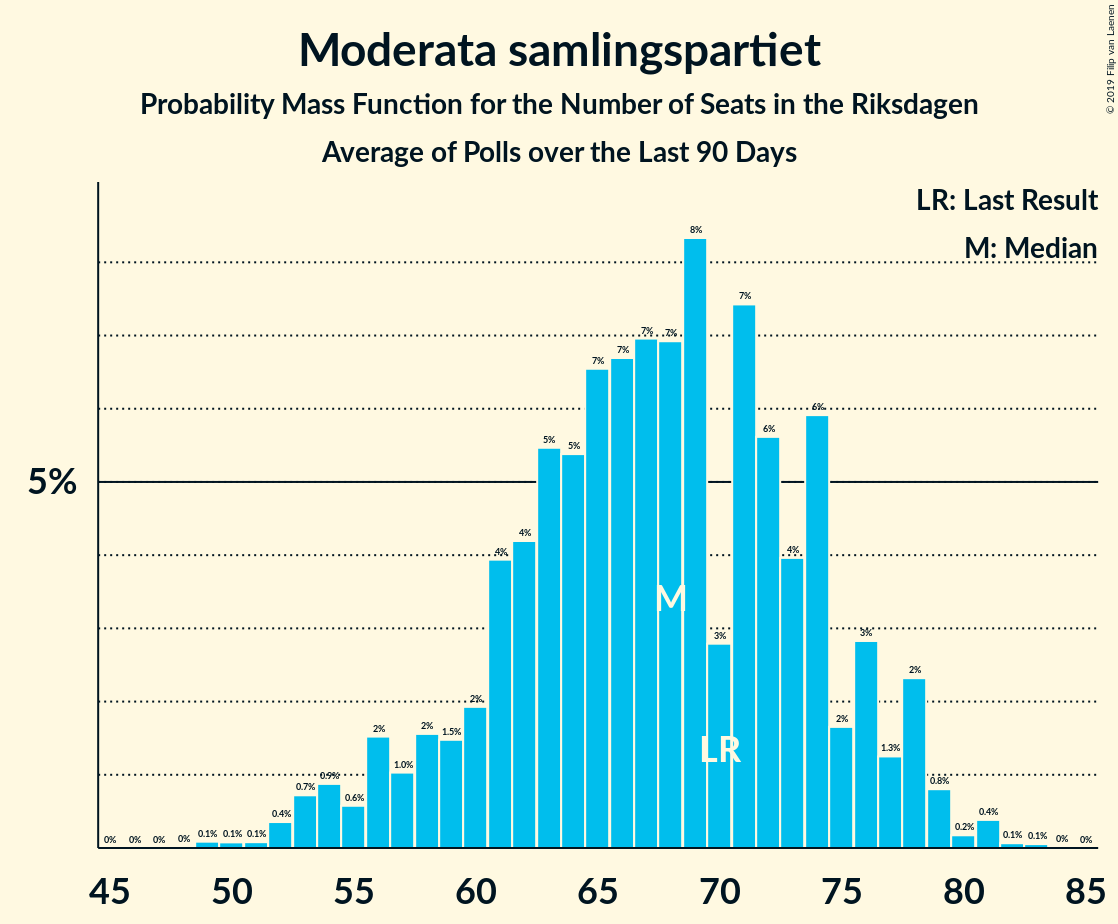 Moderata samlingspartiet
Probability Mass Function for the Number of Seats in the Riksdagen
Average of Polls over the Last 90 Days
© 2019 Filip van Laenen
LR: Last Result
M: Median
5%
0% 0% 0% 0% 0.1% 0.1% 0.1% 0.4% 0.7% 0.9% 0.6% 2% 1.0% 2% 1.5% 2% 4% 4% 5% 5% 7% 7% 7% 7% 8% 3% 7% 6% 4% 6% 2% 3% 1.3% 2% 0.8% 0.2% 0.4% 0.1% 0.1% 0% 0%
M
LR
45 50 55 60 65 70 75 80 85